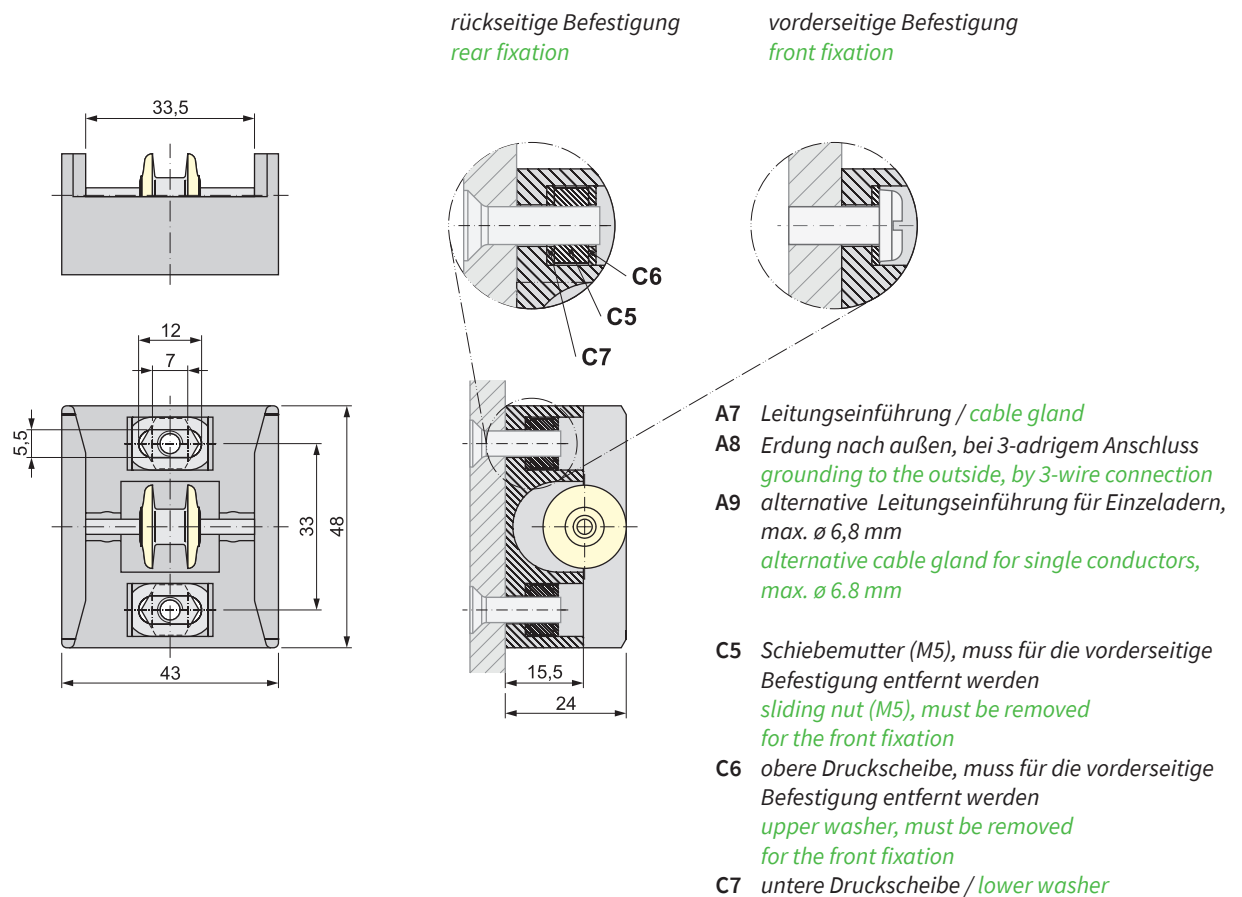 rückseitige Befestigung
rear fixation
vorderseitige Befestigung
front fixation
33,5
C6
C5
C7
12
7
5,5
33
48
43
15,5
24
A7 Leitungseinführung / cable gland
A8 Erdung nach außen, bei 3-adrigem Anschluss
grounding to the outside, by 3-wire connection
A9 alternative Leitungseinführung für Einzeladern,
max. ø 6,8 mm
alternative cable gland for single conductors,
max. ø 6.8 mm
C5 Schiebemutter (M5), muss für die vorderseitige
Befestigung entfernt werden
sliding nut (M5), must be removed
for the front fixation
C6 obere Druckscheibe, muss für die vorderseitige
Befestigung entfernt werden
upper washer, must be removed
for the front fixation
C7 untere Druckscheibe / lower washer